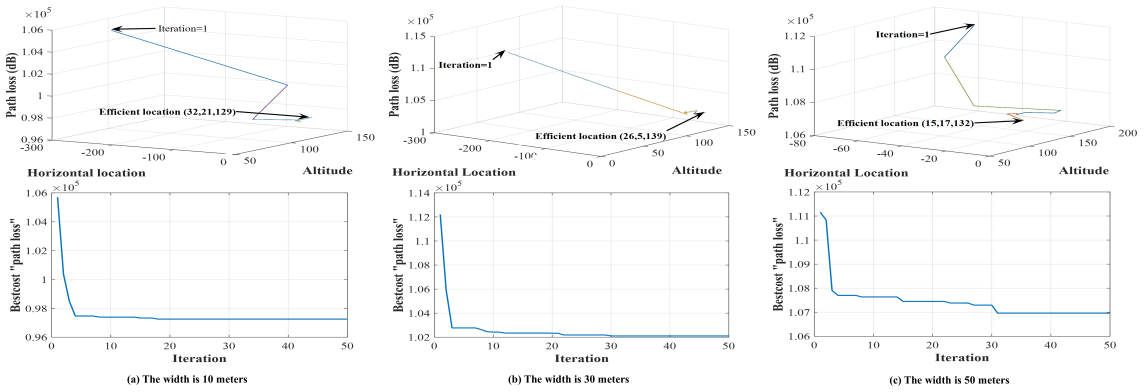 ×10^5
1.06
1.04
1.02
1
0.98
0.96
Path loss (dB)
Iteration=1
Efficient location (32,21,129)
-300
-200
-100
0
50
100
150
Horizontal location
Altitude
×10^5
1.15
1.1
1.05
1
Path loss (dB)
Iteration=1
Efficient location (26,5,139)
-300
-200
-100
0
0
50
100
150
Horizontal Location
Altitude
×10^5
1.12
1.1
1.08
1.06
Path loss (dB)
Iteration=1
Efficient location (15,17,132)
-80
-60
-40
-20
0
50
100
150
200
Horizontal Location
Altitude
×10^5
1.06
1.04
1.02
1
0.98
0.96
Bestcost "path loss"
0 10 20 30 40 50
Iteration
(a) The width is 10 meters
×10^5
1.14
1.12
1.1
1.08
1.06
1.04
1.02
Bestcost "path loss"
0 10 20 30 40 50
Iteration
(b) The width is 30 meters
×10^5
1.12
1.11
1.1
1.09
1.08
1.07
1.06
Bestcost "path loss"
0 10 20 30 40 50
Iteration
(c) The width is 50 meters